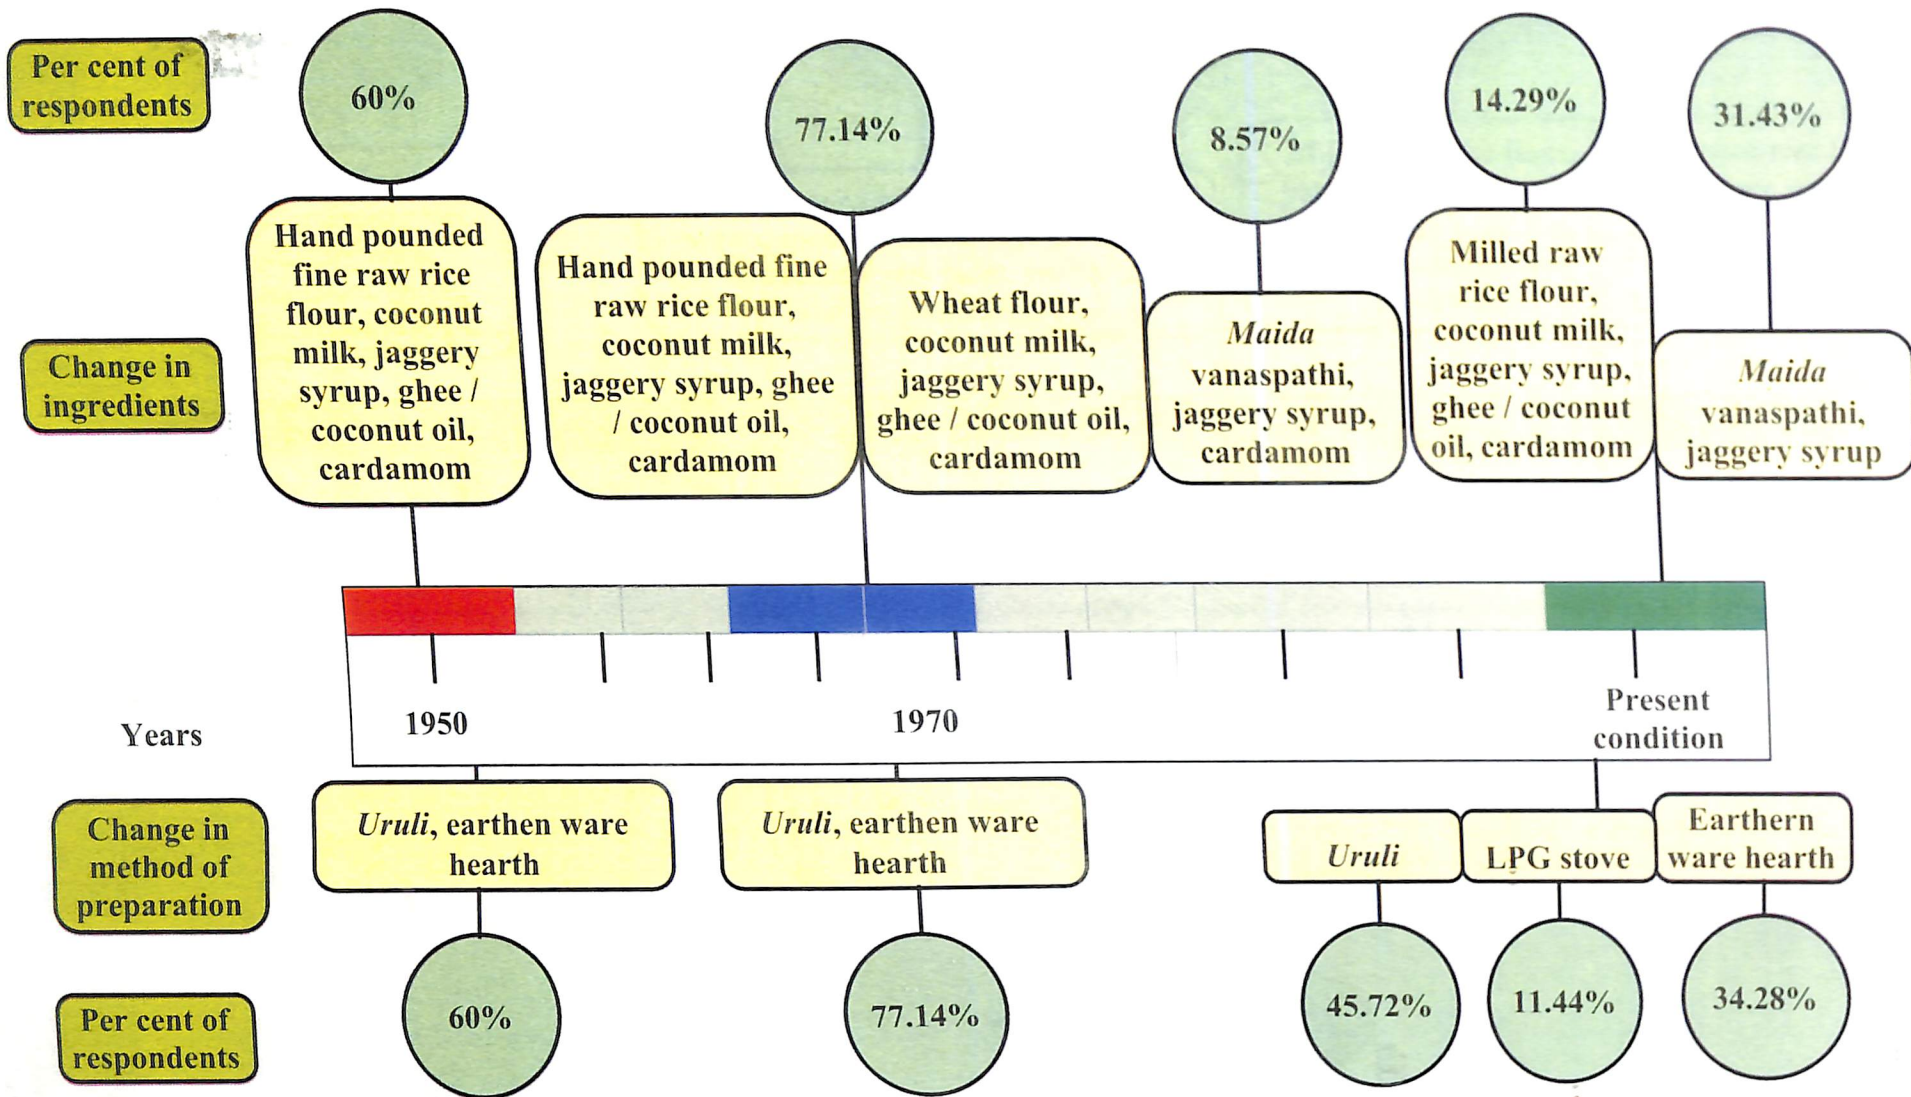 Per cent of
respondents
60%
77.14%
8.57%
14.29%
31.43%
Change in
ingredients
Hand pounded
fine raw rice
flour, coconut
milk, jaggery
syrup, ghee /
coconut oil,
cardamom
Hand pounded fine
raw rice flour,
coconut milk,
jaggery syrup, ghee
/ coconut oil,
cardamom
Wheat flour,
coconut milk,
jaggery syrup,
ghee / coconut oil,
cardamom
Maida
vanaspathi,
jaggery syrup,
cardamom
Milled raw
rice flour,
coconut milk,
jaggery syrup,
ghee / coconut
oil, cardamom
Maida
vanaspathi,
jaggery syrup
Years
1950
1970
Present
condition
Change in
method of
preparation
Uruli, earthen ware
hearth
Uruli, earthen ware
hearth
Uruli
LPG stove
Earthern
ware hearth
Per cent of
respondents
60%
77.14%
45.72%
11.44%
34.28%